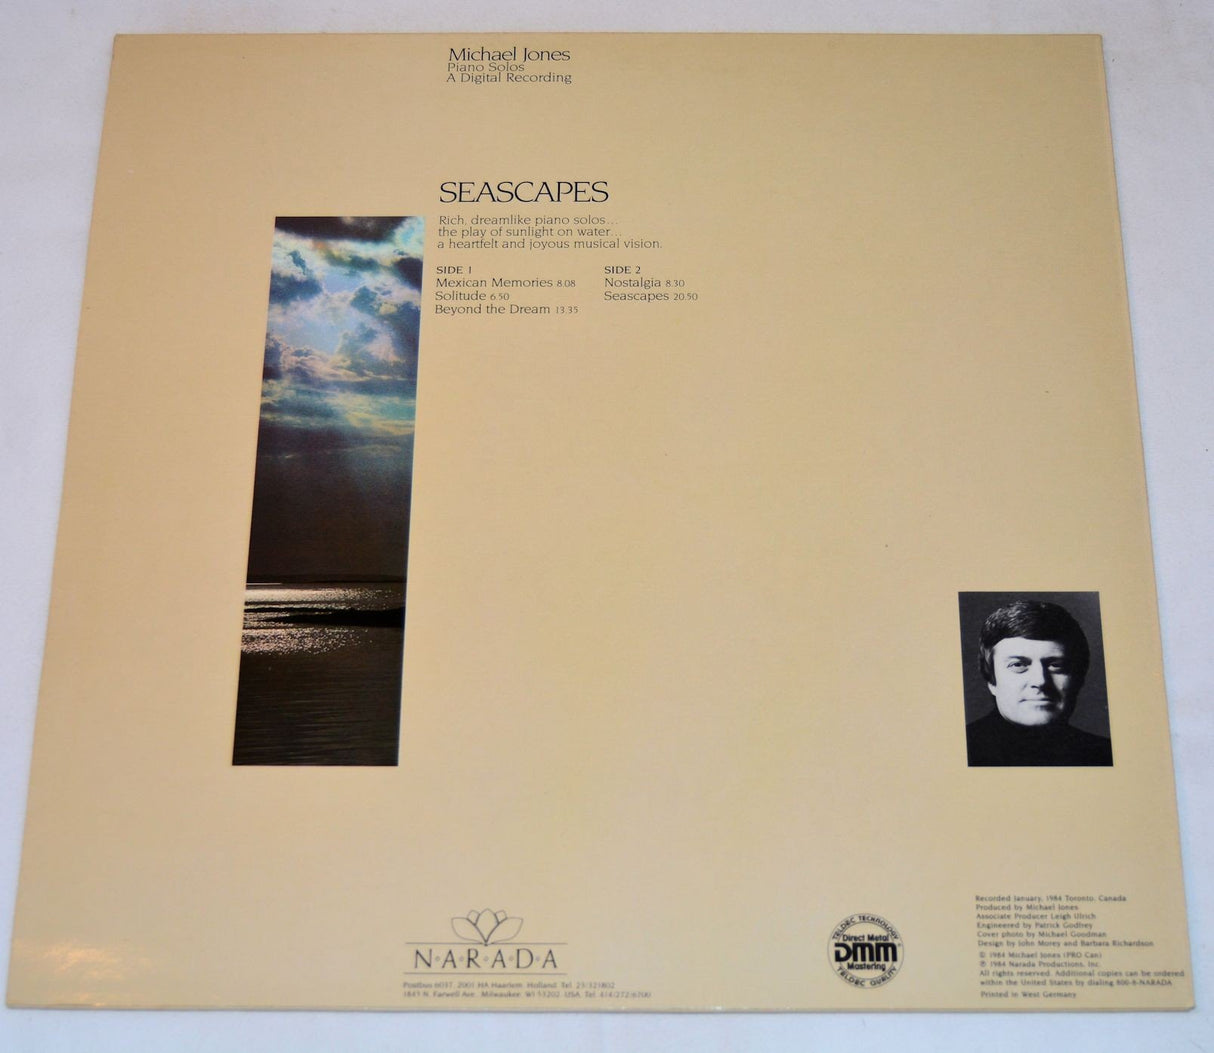 Michael Jones
Piano Solos
A Digital Recording
SEASCAPES
Rich, dreamlike piano solos...
the play of sunlight on water...
a heartfelt and joyous musical vision.
SIDE 1
Mexican Memories 8.08
Solitude 6.50
Beyond the Dream 13.35
SIDE 2
Nostalgia 8.30
Seascapes 20.50
N·A·R·A·D·A
Postbus 6037, 2001 HA Haarlem, Holland Tel. 23/321802
1845 N. Farwell Ave., Milwaukee, WI 53202, USA Tel. 414/272/6700
TELDEC TECHNOLOGY
Direct Metal
DMM
Mastering
TELDEC QUALITY
Recorded January, 1984 Toronto, Canada
Produced by Michael Jones
Associate Producer Leigh Ulrich
Engineered by Patrick Godfrey
Cover photo by Michael Goodman
Design by John Morey and Barbara Richardson
© 1984 Michael Jones (PRO Can)
℗ 1984 Narada Productions, Inc.
All rights reserved. Additional copies can be ordered
within the United States by dialing 800-8-NARADA
Printed in West Germany